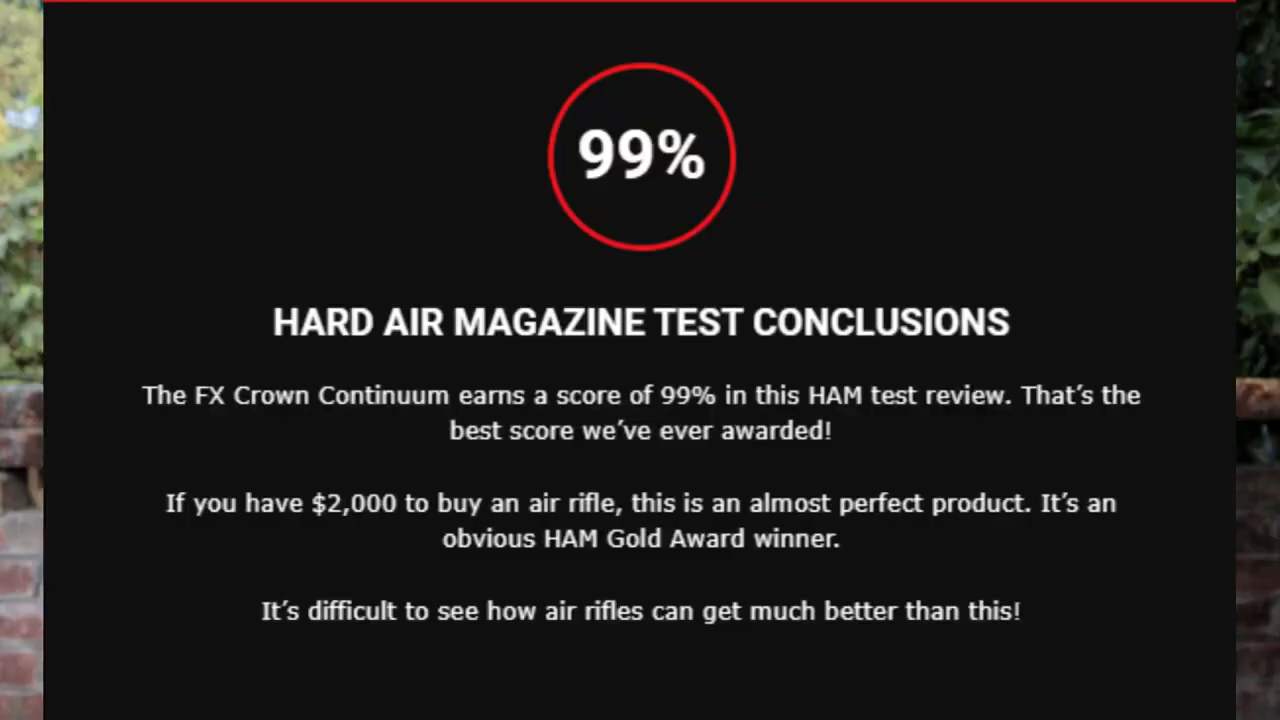 99%
HARD AIR MAGAZINE TEST CONCLUSIONS
The FX Crown Continuum earns a score of 99% in this HAM test review. That's the
best score we've ever awarded!
If you have $2,000 to buy an air rifle, this is an almost perfect product. It's an
obvious HAM Gold Award winner.
It's difficult to see how air rifles can get much better than this!